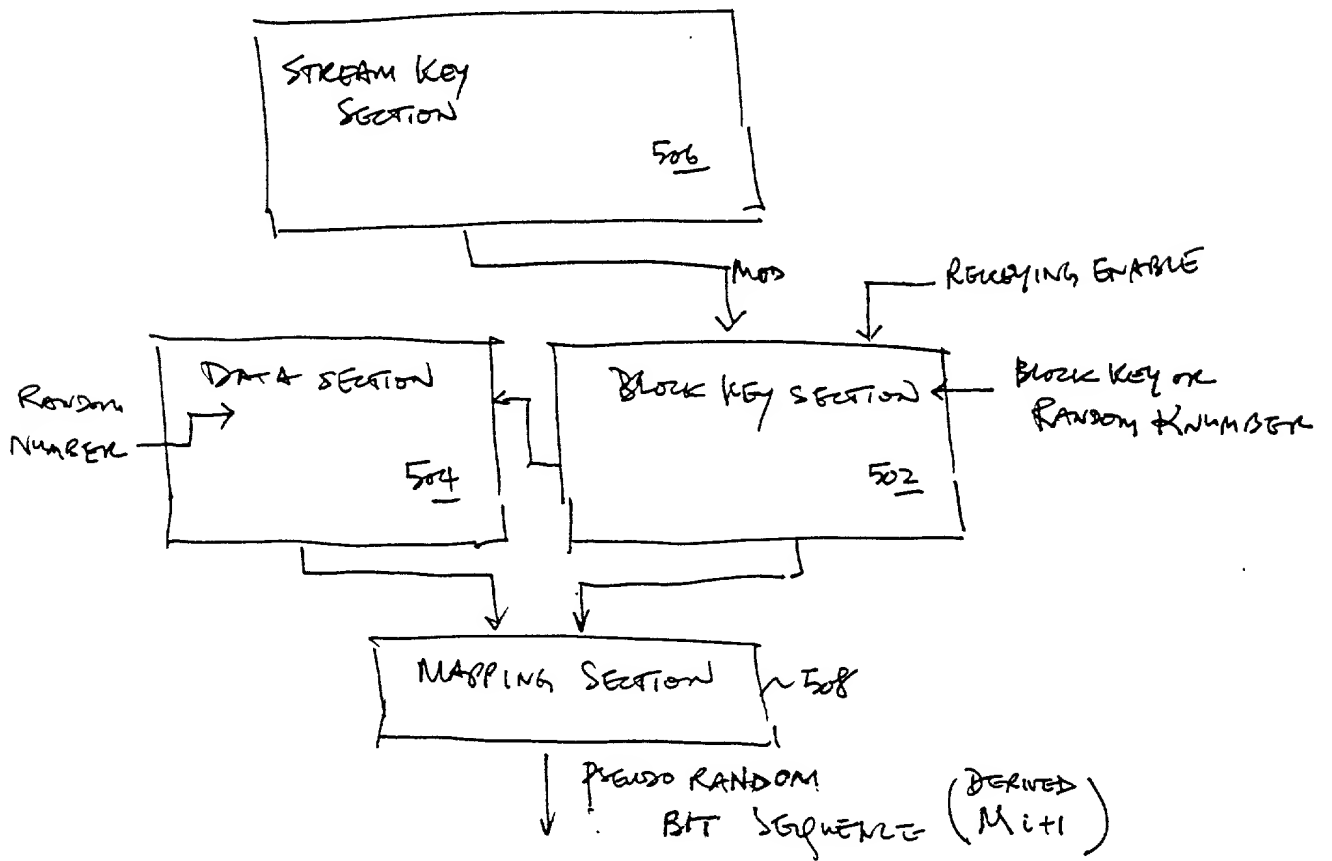 STREAM KEY
SECTION
506
MOD
REKEYING ENABLE
DATA SECTION
RANDOM
NUMBER
504
BLOCK KEY SECTION
502
BLOCK KEY OR
RANDOM KNUMBER
MAPPING SECTION
508
PSEUDO RANDOM
BIT SEQUENCE (DERIVED
Mi+1)